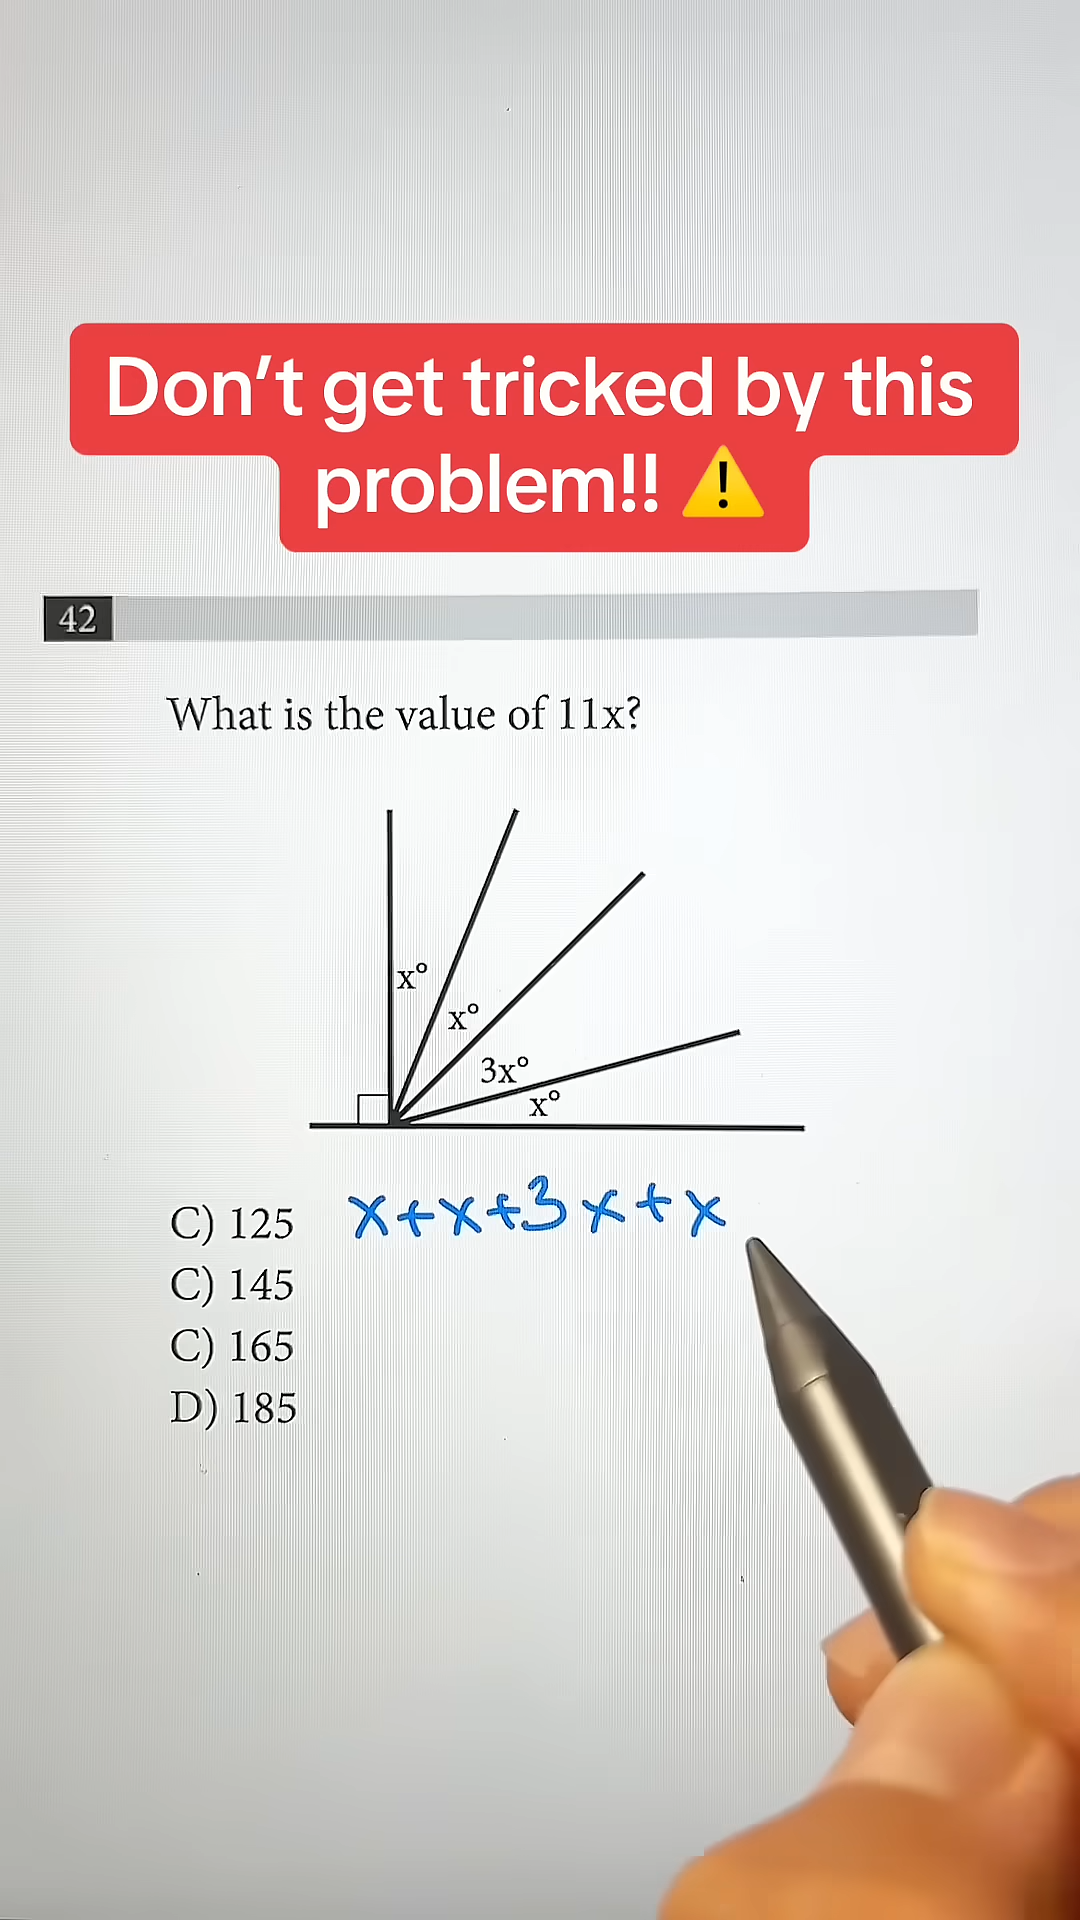 Don’t get tricked by this
problem!! ⚠️
42
What is the value of 11x?
x°
x°
3x°
x°
C) 125
x+x+3x+x
C) 145
C) 165
D) 185